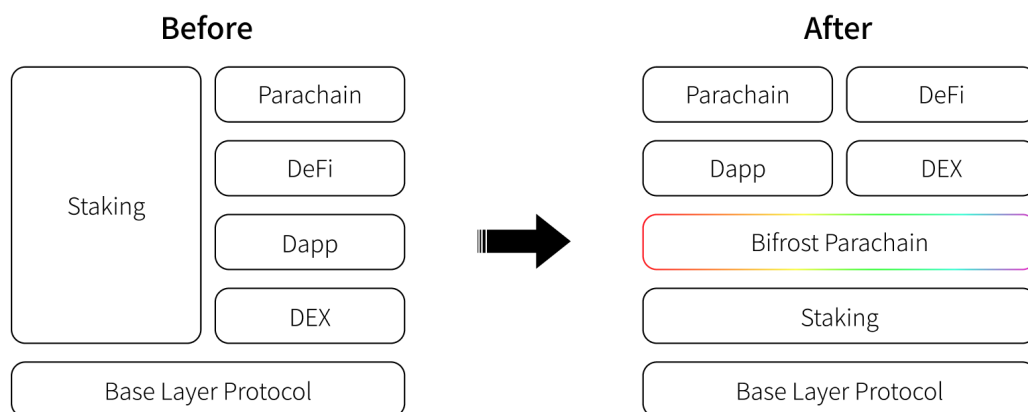 Before
Staking
Parachain
DeFi
Dapp
DEX
Base Layer Protocol
After
Parachain
DeFi
Dapp
DEX
Bifrost Parachain
Staking
Base Layer Protocol